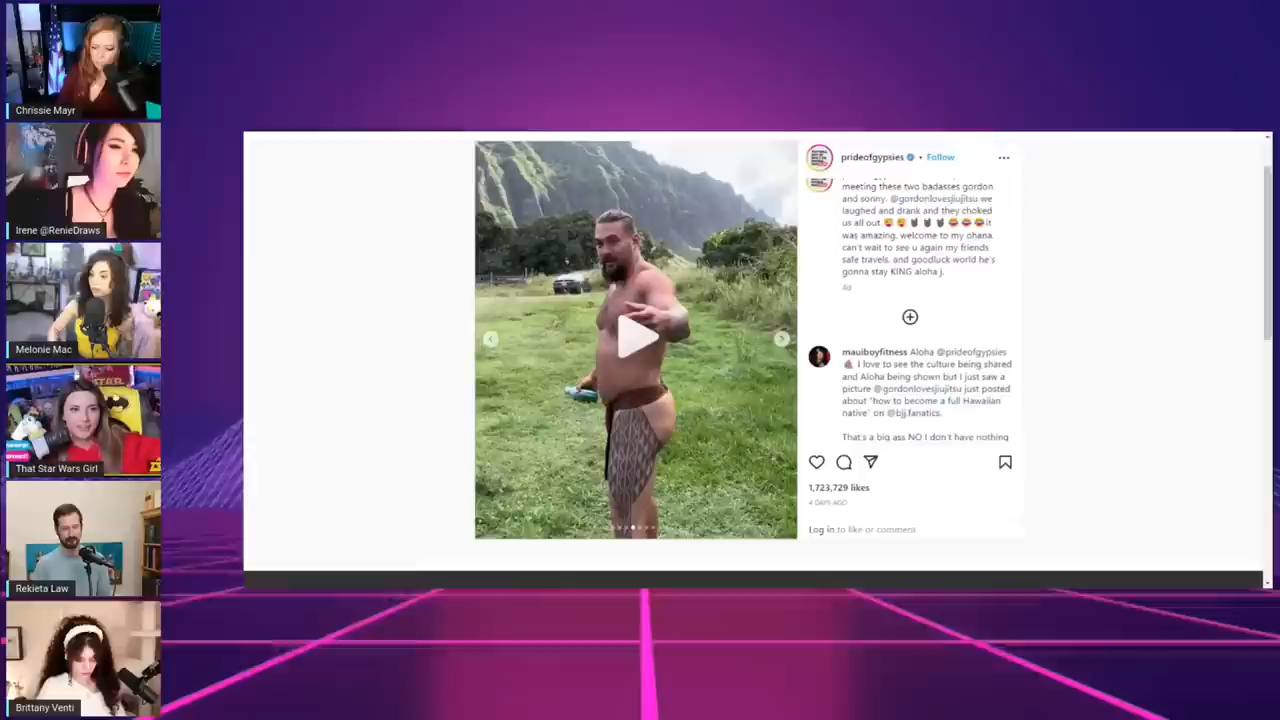 Chrissie Mayr
Irene @RenieDraws
Melonie Mac
That Star Wars Girl
Rekieta Law
Brittany Venti
prideofgypsies • Follow
meeting these two badasses gordon
and sonny. @gordonlovesjiujitsu we
laughed and drank and they choked
us all out. it
was amazing. welcome to my ohana.
can't wait to see u again my friends
safe travels. and goodluck world he's
gonna stay KING aloha j.
4d
mauiboyfitness Aloha @prideofgypsies
I love to see the culture being shared
and Aloha being shown but I just saw a
picture @gordonlovesjiujitsu just posted
about "how to become a full Hawaiian
native" on @bjj.fanatics.
That's a big ass NO I don't have nothing
1,723,729 likes
4 DAYS AGO
Log in to like or comment.